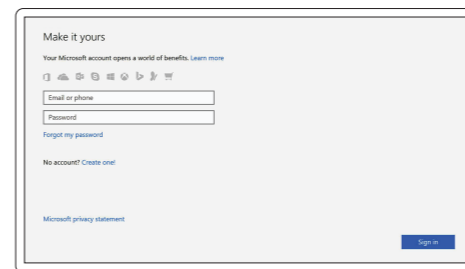 Make it yours
Your Microsoft account opens a world of benefits. Learn more
Email or phone
Password
Forgot my password
No account? Create one!
Microsoft privacy statement
Sign in